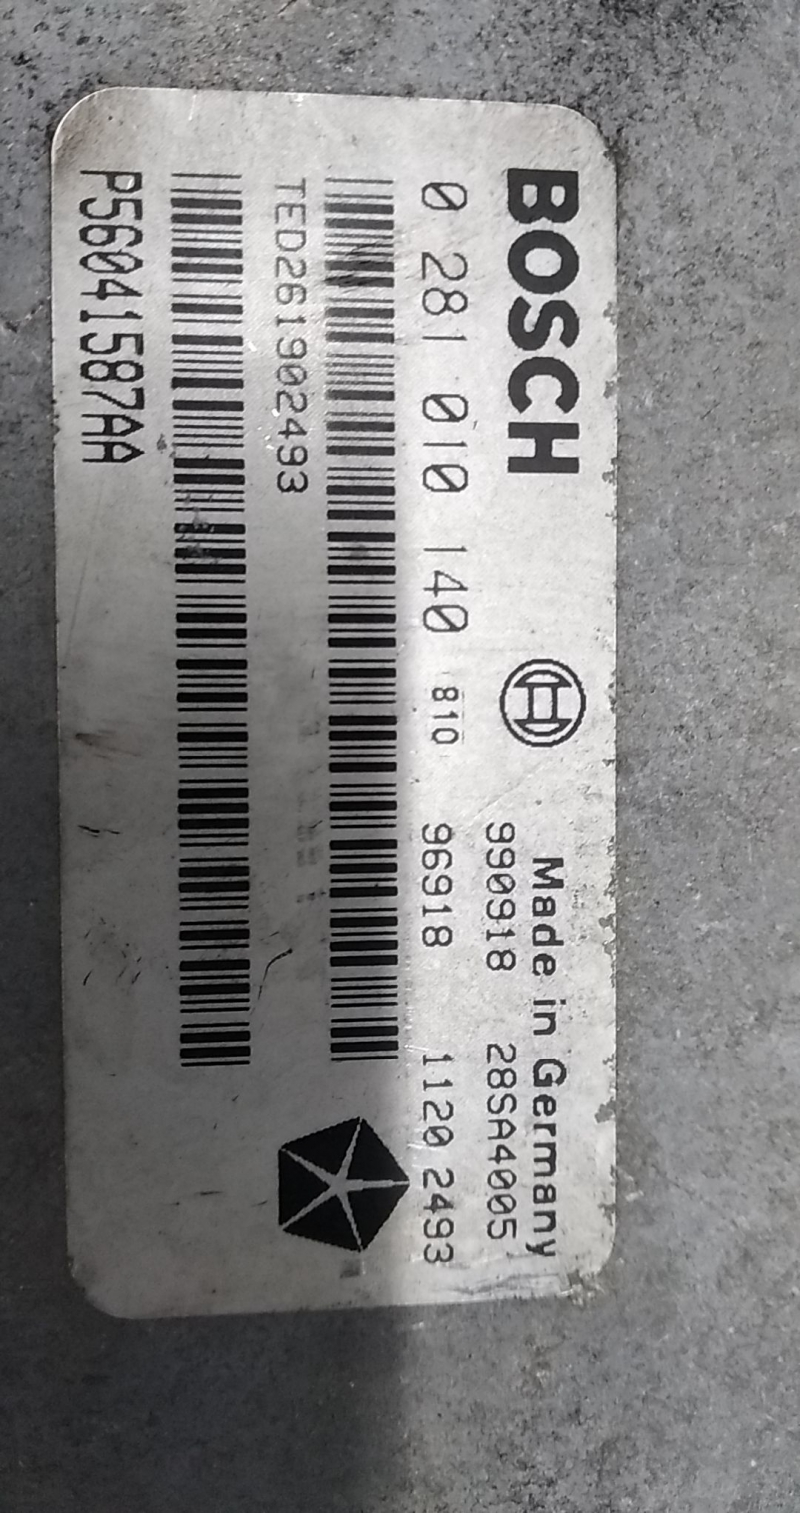 BOSCH
Made in Germany
990918 28SA4005
0 281 010 140 810 96918 1120 2493
TED261902493
P56041587AA